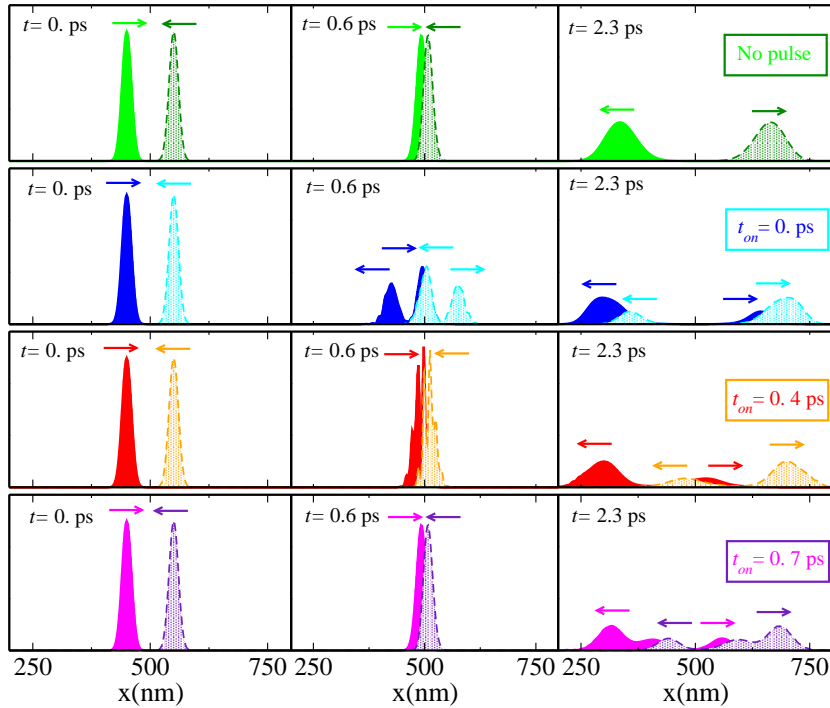 t= 0. ps
0.6 ps
2.3 ps
No pulse
t= 0. ps
t= 0.6 ps
t= 2.3 ps
ton= 0. ps
t= 0. ps
t= 0.6 ps
t= 2.3 ps
ton= 0. 4 ps
t= 0. ps
t= 0.6 ps
t= 2.3 ps
ton= 0. 7 ps
250 500 750 250 500 750 250 500 750
x(nm) x(nm) x(nm)